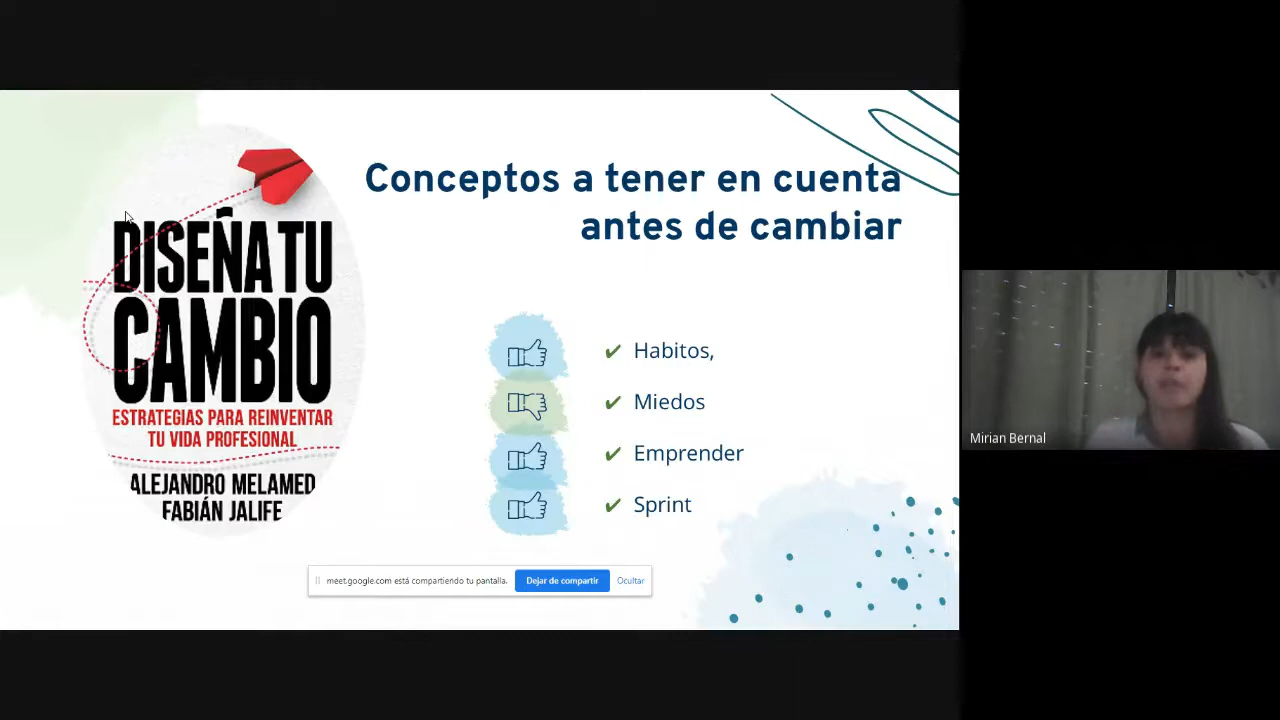 DISEÑA TU
CAMBIO
ESTRATEGIAS PARA REINVENTAR
TU VIDA PROFESIONAL
ALEJANDRO MELAMED
FABIÁN JALIFE
Conceptos a tener en cuenta
antes de cambiar
✔ Habitos,
✔ Miedos
✔ Emprender
✔ Sprint
meet.google.com está compartiendo tu pantalla. Dejar de compartir Ocultar
Mirian Bernal